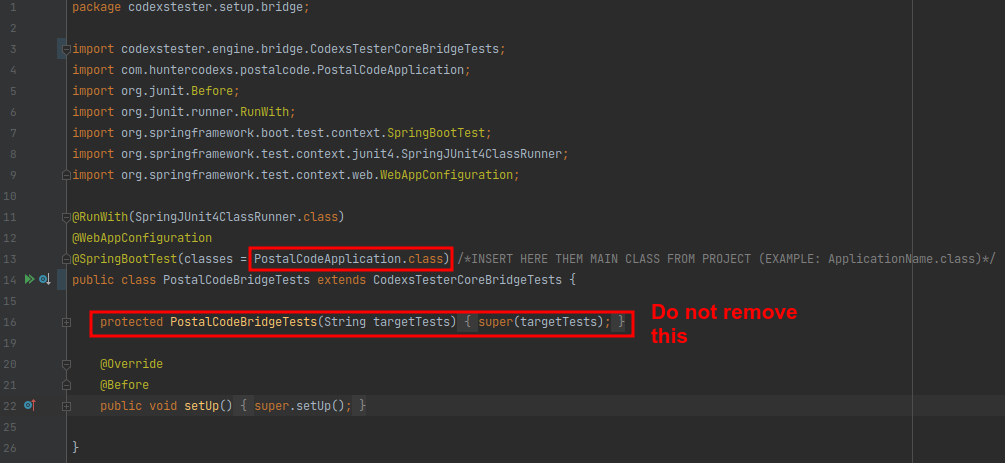 1 package codexstester.setup.bridge;
2
3 import codexstester.engine.bridge.CodexsTesterCoreBridgeTests;
4 import com.huntercodexs.postalcode.PostalCodeApplication;
5 import org.junit.Before;
6 import org.junit.runner.RunWith;
7 import org.springframework.boot.test.context.SpringBootTest;
8 import org.springframework.test.context.junit4.SpringJUnit4ClassRunner;
9 import org.springframework.test.context.web.WebAppConfiguration;
10
11 @RunWith(SpringJUnit4ClassRunner.class)
12 @WebAppConfiguration
13 @SpringBootTest(classes = PostalCodeApplication.class) /*INSERT HERE THEM MAIN CLASS FROM PROJECT (EXAMPLE: ApplicationName.class)*/
14 public class PostalCodeBridgeTests extends CodexsTesterCoreBridgeTests {
15
16 protected PostalCodeBridgeTests(String targetTests) { super(targetTests); }
Do not remove
this
19
20 @Override
21 @Before
22 public void setUp() { super.setUp(); }
25
26 }